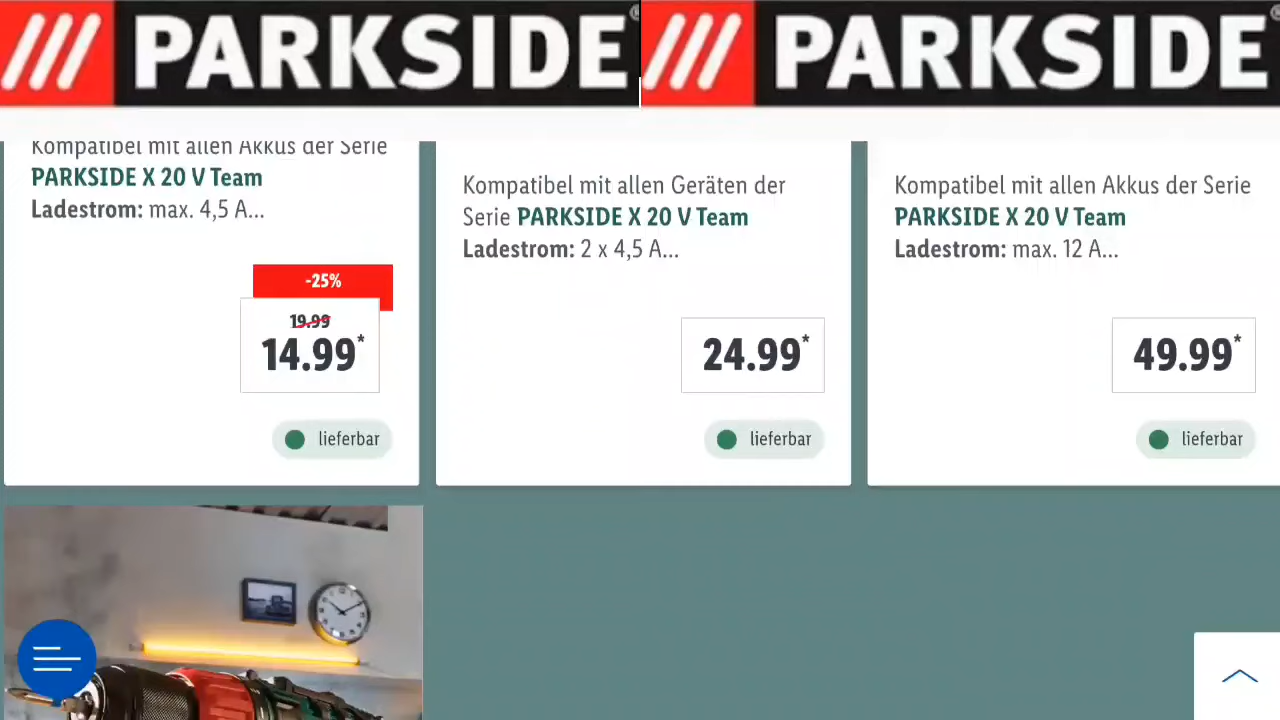 PARKSIDE
PARKSIDE
Kompatibel mit allen Akkus der Serie
PARKSIDE X 20 V Team
Ladestrom: max. 4,5 A...
-25%
19.99
14.99*
lieferbar
Kompatibel mit allen Geräten der
Serie PARKSIDE X 20 V Team
Ladestrom: 2 x 4,5 A...
24.99*
lieferbar
Kompatibel mit allen Akkus der Serie
PARKSIDE X 20 V Team
Ladestrom: max. 12 A...
49.99*
lieferbar